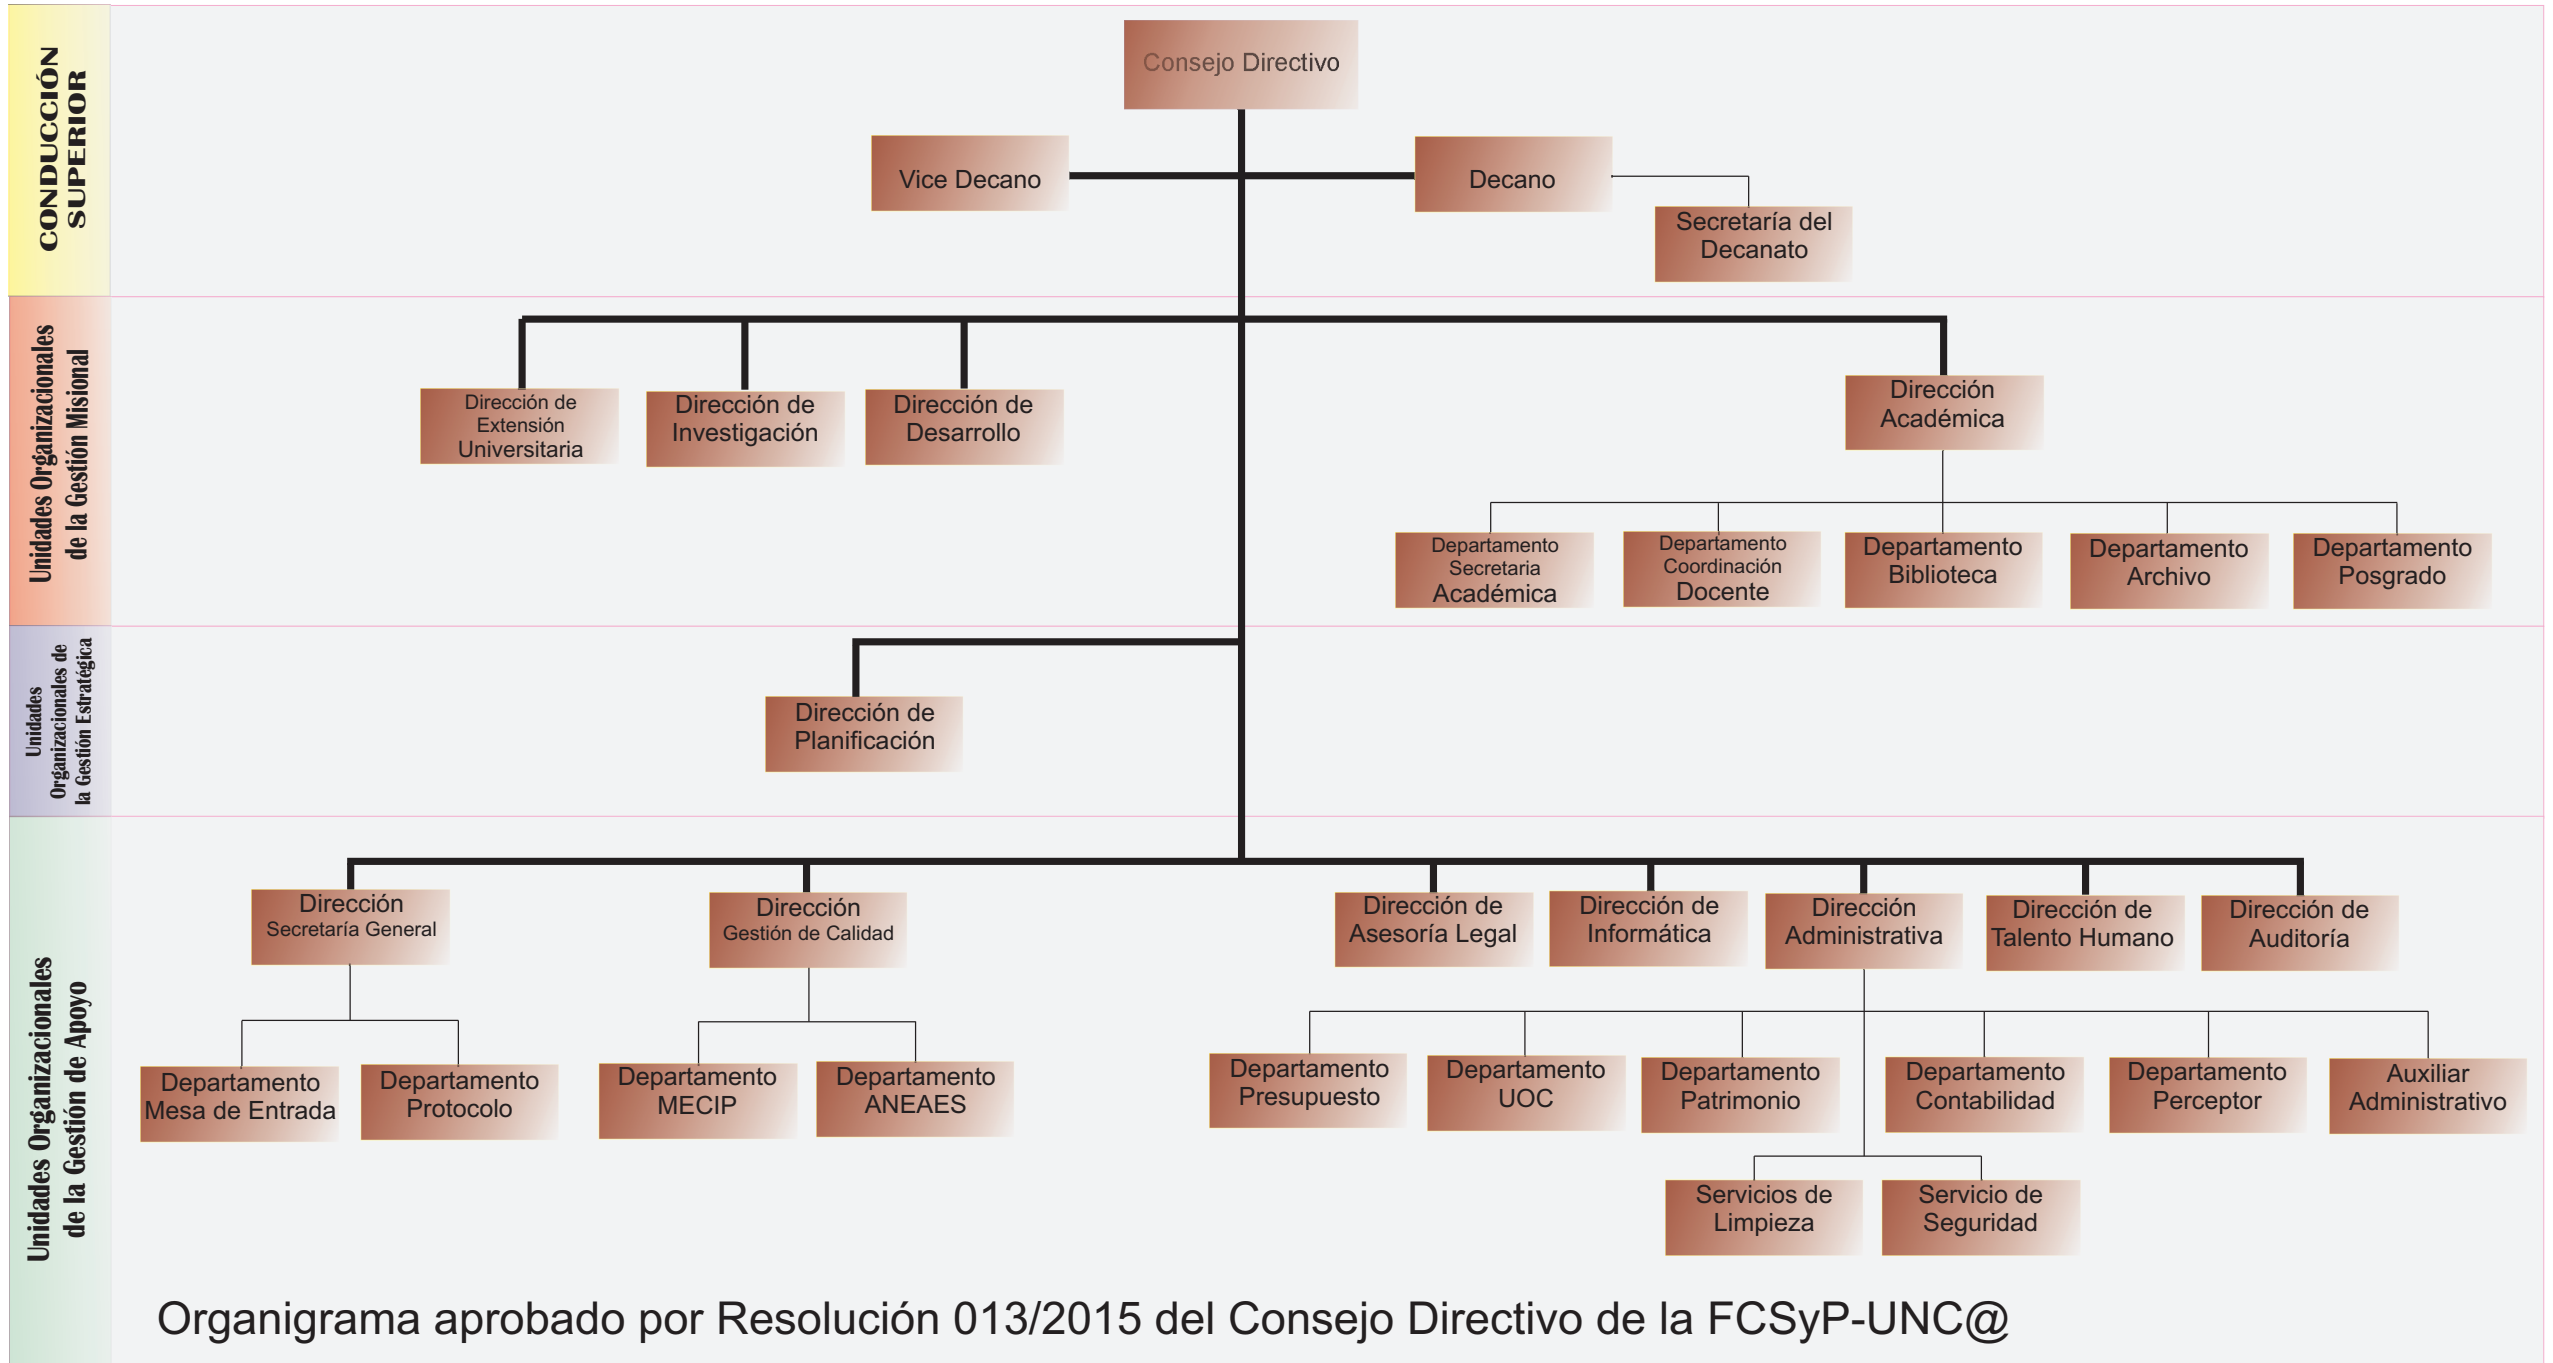 CONDUCCIÓN
SUPERIOR
Consejo Directivo
Vice Decano
Decano
Secretaría del
Decanato
Unidades Organizacionales
de la Gestión Misional
Dirección de
Extensión
Universitaria
Dirección de
Investigación
Dirección de
Desarrollo
Dirección
Académica
Departamento
Secretaria
Académica
Departamento
Coordinación
Docente
Departamento
Biblioteca
Departamento
Archivo
Departamento
Posgrado
Unidades
Organizacionales de
la Gestión Estratégica
Dirección de
Planificación
Unidades Organizacionales
de la Gestión de Apoyo
Dirección
Secretaría General
Dirección
Gestión de Calidad
Dirección de
Asesoría Legal
Dirección de
Informática
Dirección
Administrativa
Dirección de
Talento Humano
Dirección de
Auditoría
Departamento
Mesa de Entrada
Departamento
Protocolo
Departamento
MECIP
Departamento
ANEAES
Departamento
Presupuesto
Departamento
UOC
Departamento
Patrimonio
Departamento
Contabilidad
Departamento
Perceptor
Auxiliar
Administrativo
Servicios de
Limpieza
Servicio de
Seguridad
Organigrama aprobado por Resolución 013/2015 del Consejo Directivo de la FCSyP-UNC@